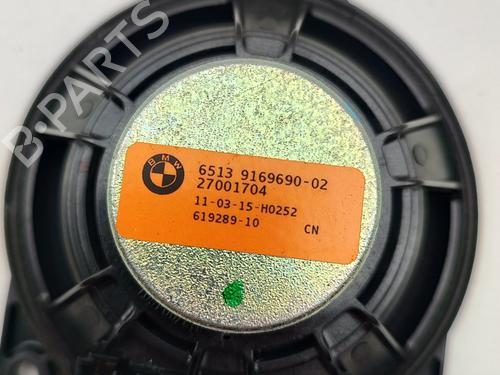 B-PARTS
BMW
6513 9169690-02
27001704
11-03-15-H0252
619289-10 CN